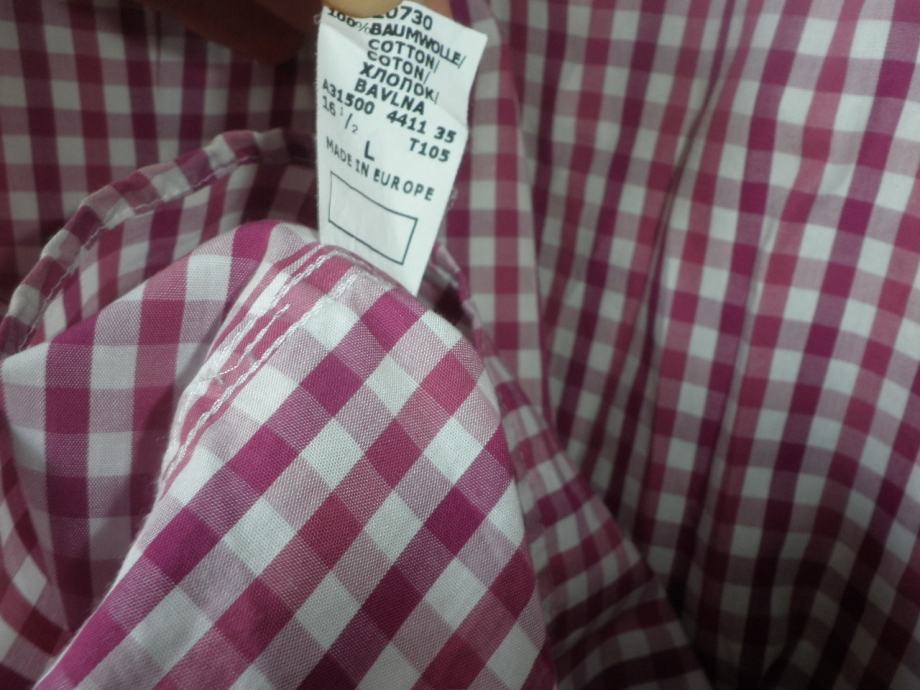 20730
100% BAUMWOLLE/
COTTON/
COTON/
ХЛОПОК/
BAVLNA
A31500 4411 35
16 1/2 T105
L
MADE IN EUROPE